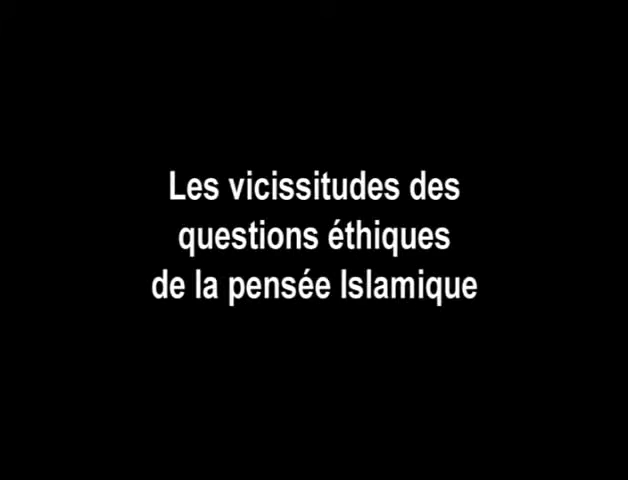 Les vicissitudes des
questions éthiques
de la pensée Islamique